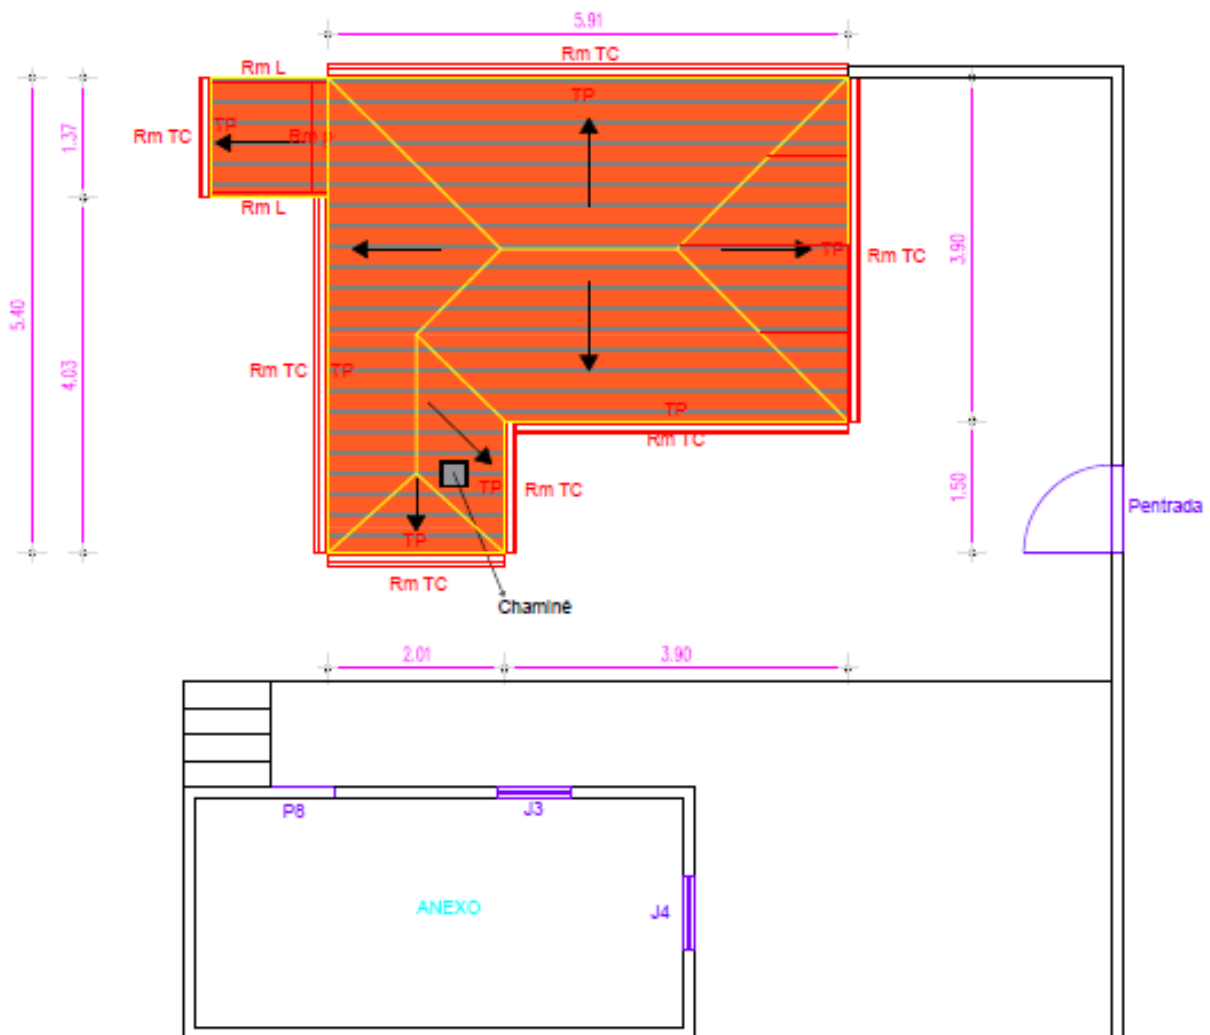 5.91
Rm TC
Rm L
TP
Rm TC
TP
Rm p
1.37
Rm L
TP
Rm TC
3.90
5.40
4.03
Rm TC
TP
TP
Rm TC
TP
Rm TC
1.50
Pentrada
TP
Rm TC
Chaminé
2.01
3.90
P8
J3
ANEXO
J4